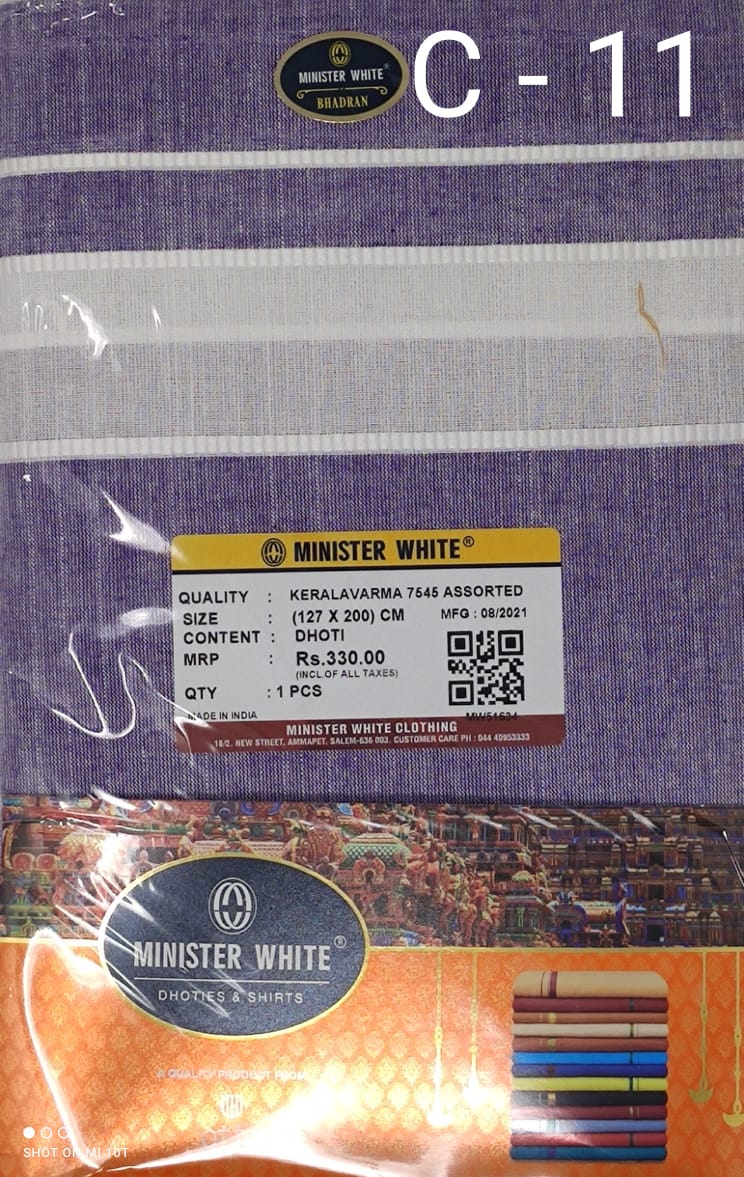 MINISTER WHITE®
BHADRAN
C - 11
MINISTER WHITE®
QUALITY : KERALAVARMA 7545 ASSORTED
SIZE : (127 X 200) CM MFG : 08/2021
CONTENT : DHOTI
MRP : Rs.330.00
(INCL.OF ALL TAXES)
QTY : 1 PCS
MADE IN INDIA
MW51634
MINISTER WHITE CLOTHING
16/2. NEW STREET, AMMAPET, SALEM-636 003. CUSTOMER CARE PH : 044 40953333
MINISTER WHITE®
DHOTIES & SHIRTS
A QUALITY PRODUCT FROM
SHOT ON MI 10T